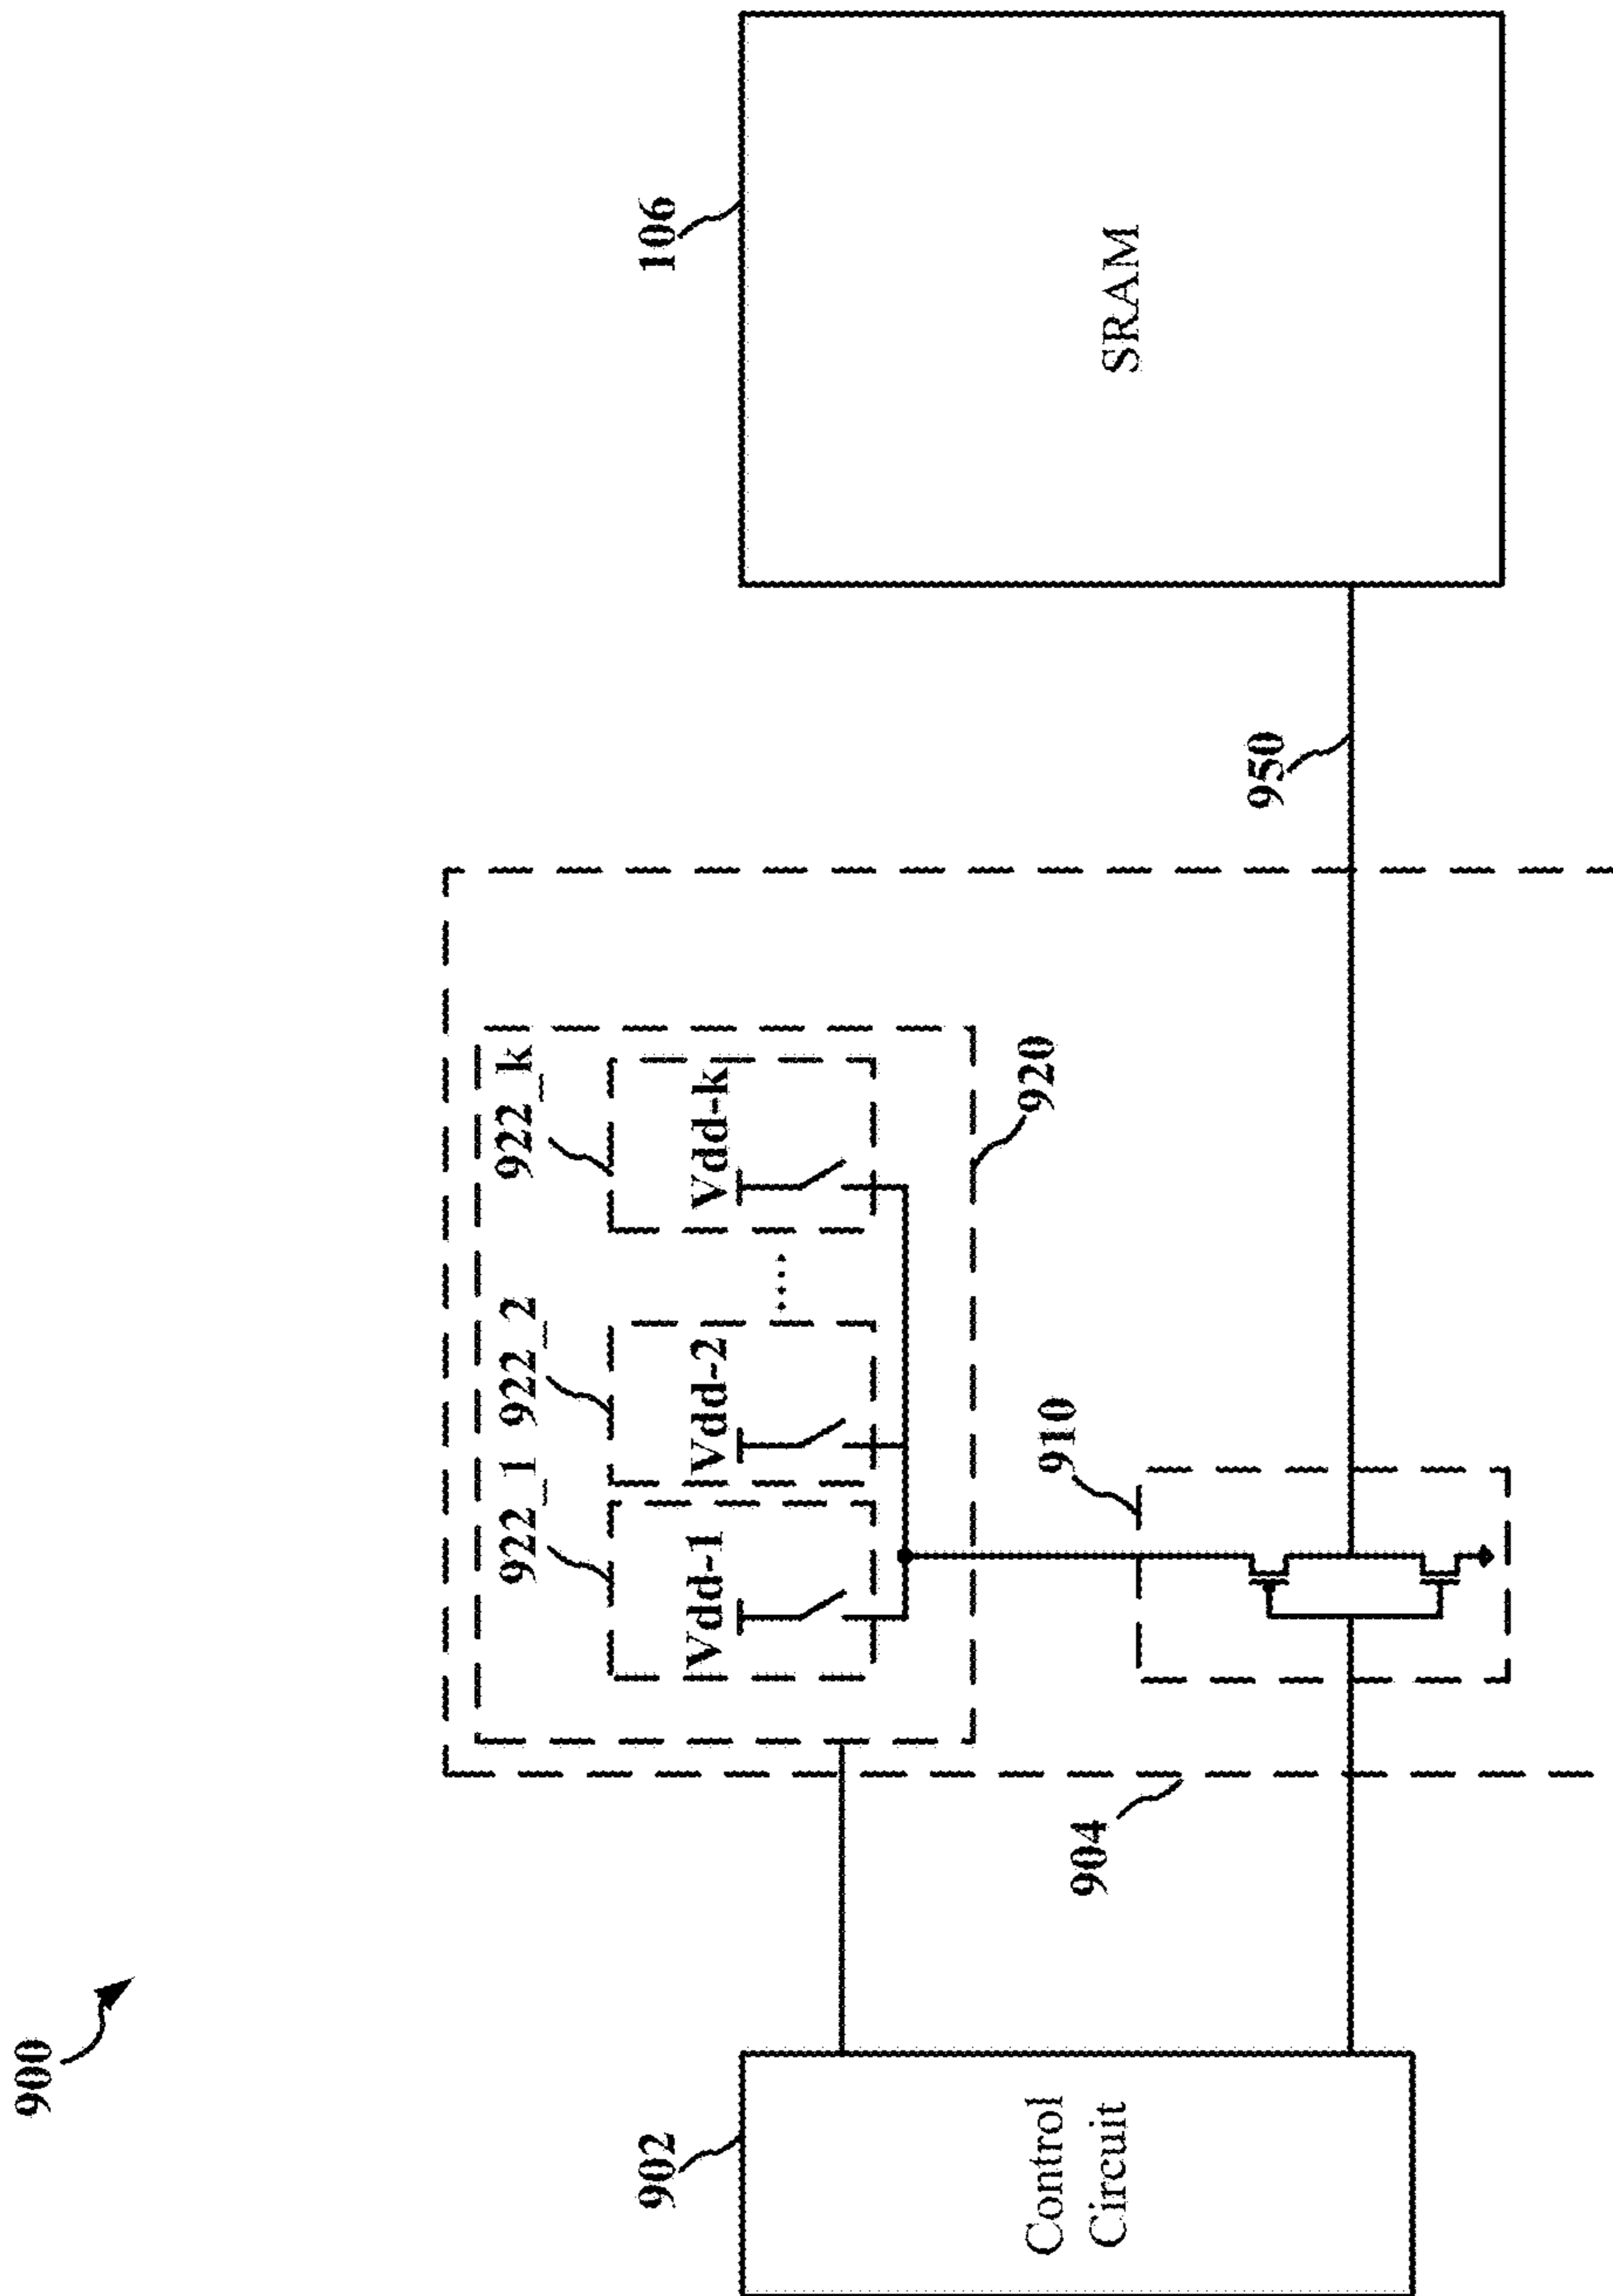 900
922_1
922_2
922_k
Vdd-1
Vdd-2
....
Vdd-k
902
106
Control
Circuit
SRAM
920
904
910
950